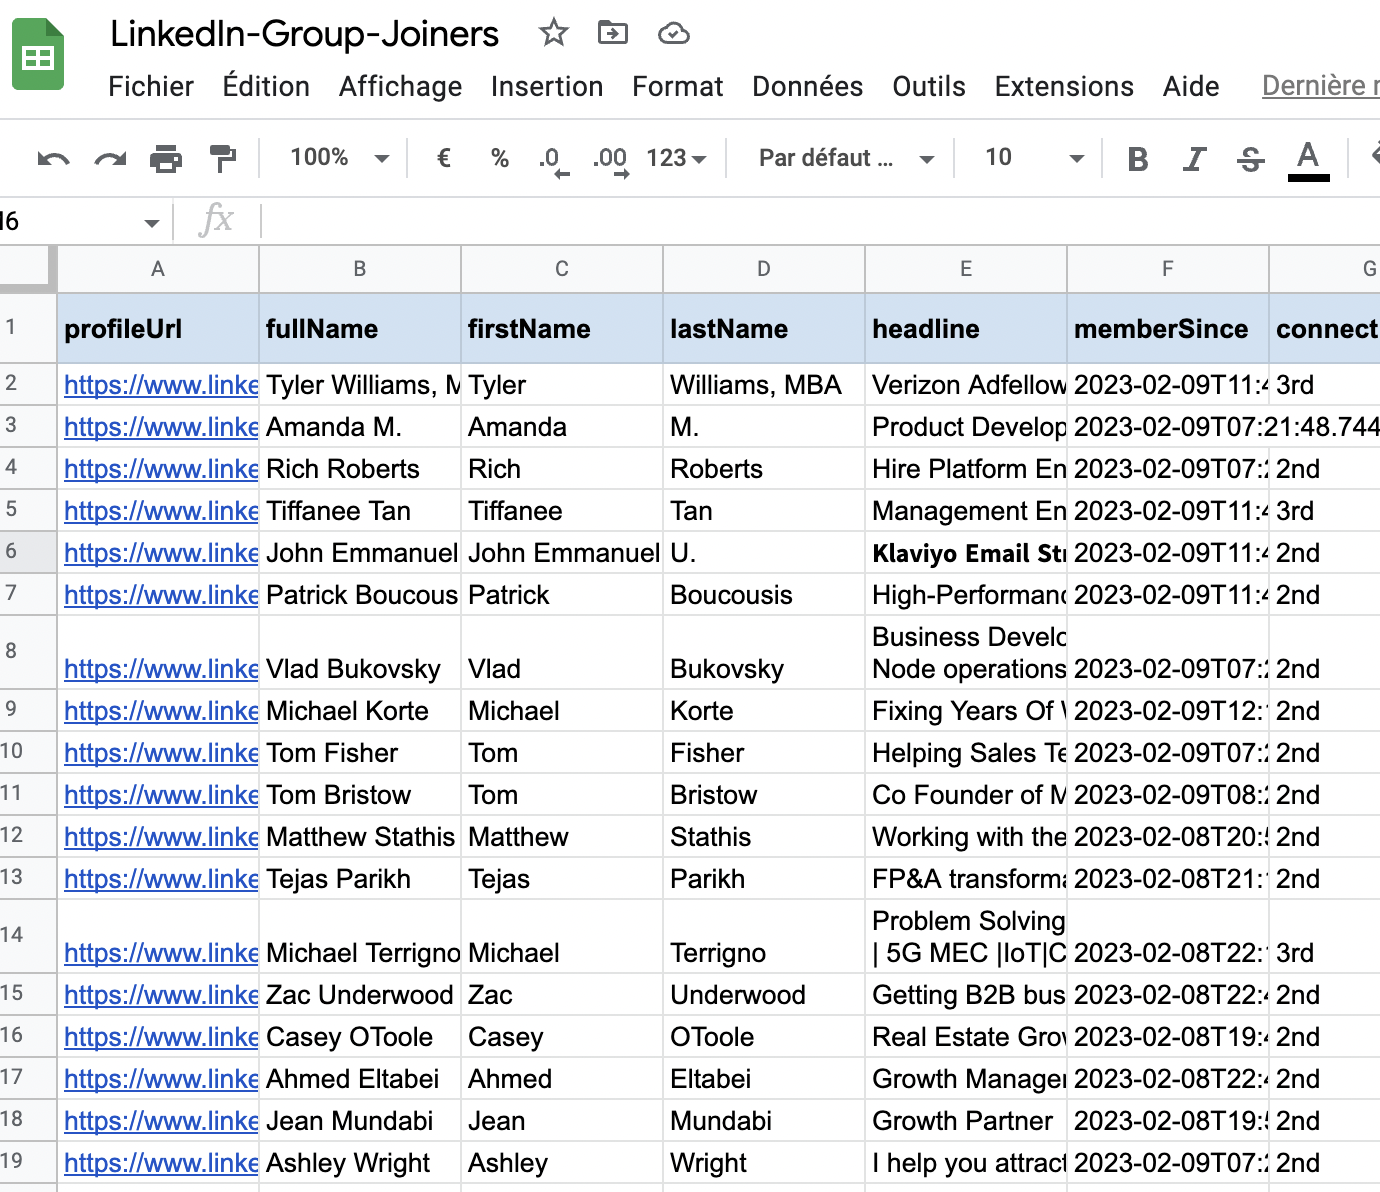 LinkedIn-Group-Joiners
Fichier Édition Affichage Insertion Format Données Outils Extensions Aide Dernière
100% € % .0 .00 123 Par défaut ... 10 B I S A
fx
A B C D E F G
1 profileUrl fullName firstName lastName headline memberSince connect
2 https://www.linke Tyler Williams, M Tyler Williams, MBA Verizon Adfellow 2023-02-09T11:4 3rd
3 https://www.linke Amanda M. Amanda M. Product Develop 2023-02-09T07:21:48.744
4 https://www.linke Rich Roberts Rich Roberts Hire Platform En 2023-02-09T07:2 2nd
5 https://www.linke Tiffanee Tan Tiffanee Tan Management En 2023-02-09T11:4 3rd
6 https://www.linke John Emmanuel John Emmanuel U. Klaviyo Email Str 2023-02-09T11:4 2nd
7 https://www.linke Patrick Boucous Patrick Boucousis High-Performanc 2023-02-09T11:4 2nd
8 https://www.linke Vlad Bukovsky Vlad Bukovsky Business Develo
Node operations 2023-02-09T07:2 2nd
9 https://www.linke Michael Korte Michael Korte Fixing Years Of 2023-02-09T12:1 2nd
10 https://www.linke Tom Fisher Tom Fisher Helping Sales Te 2023-02-09T07:2 2nd
11 https://www.linke Tom Bristow Tom Bristow Co Founder of M 2023-02-09T08:2 2nd
12 https://www.linke Matthew Stathis Matthew Stathis Working with the 2023-02-08T20:5 2nd
13 https://www.linke Tejas Parikh Tejas Parikh FP&A transforma 2023-02-08T21:1 2nd
14 https://www.linke Michael Terrigno Michael Terrigno Problem Solving
| 5G MEC |IoT|C 2023-02-08T22:1 3rd
15 https://www.linke Zac Underwood Zac Underwood Getting B2B bus 2023-02-08T22:4 2nd
16 https://www.linke Casey OToole Casey OToole Real Estate Grow 2023-02-08T19:4 2nd
17 https://www.linke Ahmed Eltabei Ahmed Eltabei Growth Manager 2023-02-08T22:4 2nd
18 https://www.linke Jean Mundabi Jean Mundabi Growth Partner 2023-02-08T19:5 2nd
19 https://www.linke Ashley Wright Ashley Wright I help you attract 2023-02-09T07:2 2nd